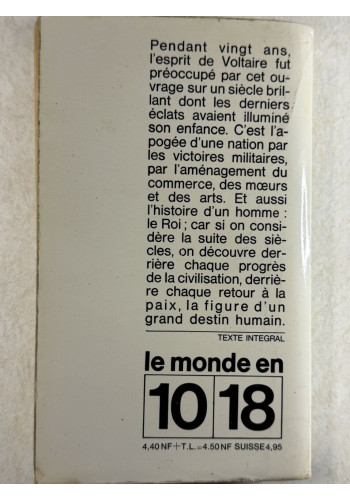 Pendant vingt ans,
l'esprit de Voltaire fut
préoccupé par cet ou-
vrage sur un siècle bril-
lant dont les derniers
éclats avaient illuminé
son enfance. C'est l'a-
pogée d'une nation par
les victoires militaires,
par l'aménagement du
commerce, des mœurs
et des arts. Et aussi
l'histoire d'un homme :
le Roi ; car si on consi-
dère la suite des siè-
cles, on découvre der-
rière chaque progrès
de la civilisation, derriè-
re chaque retour à la
paix, la figure d'un
grand destin humain.
TEXTE INTEGRAL
le monde en
10 18
4,40 NF + T.L. = 4.50 NF SUISSE 4,95